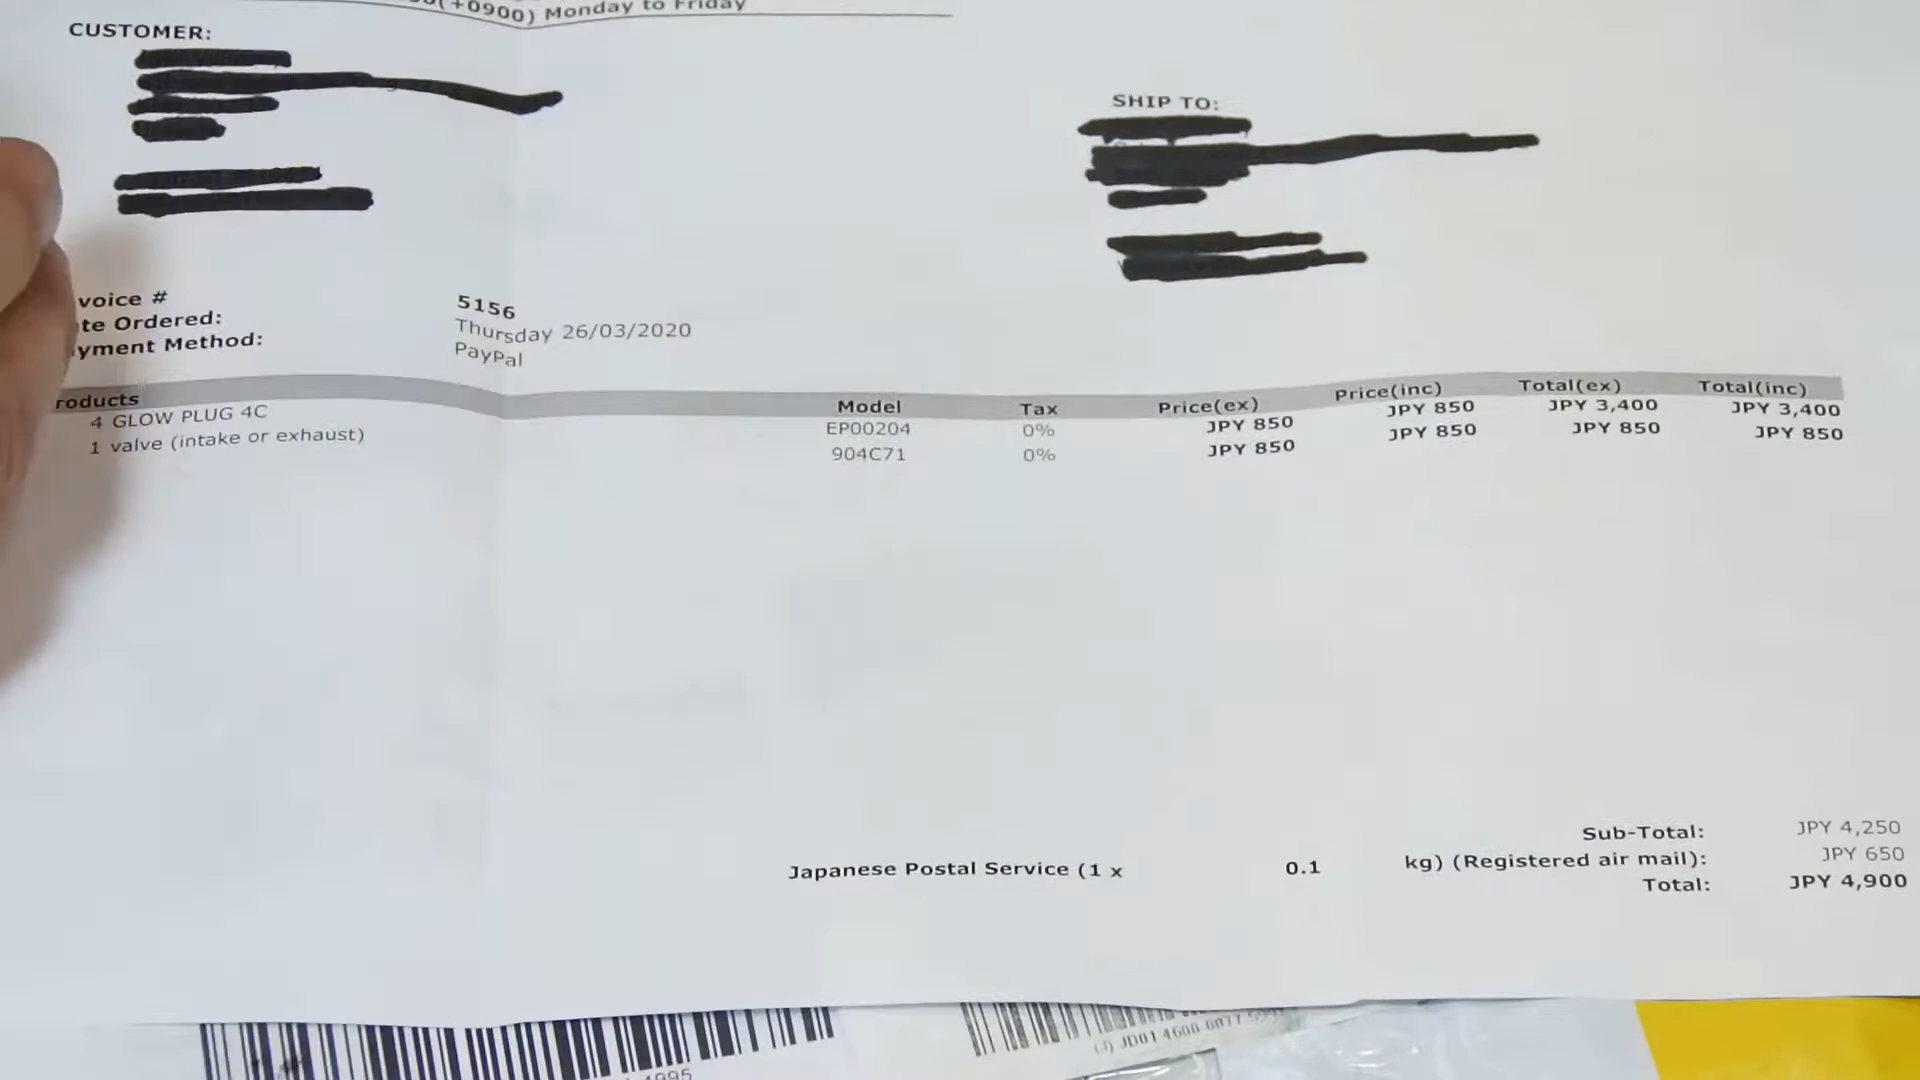 (+0900) Monday to Friday
CUSTOMER:
SHIP TO:
voice # 5156
te Ordered: Thursday 26/03/2020
yment Method: PayPal
roducts Model Tax Price(ex) Price(inc) Total(ex) Total(inc)
4 GLOW PLUG 4C EP00204 0% JPY 850 JPY 850 JPY 3,400 JPY 3,400
1 valve (intake or exhaust) 904C71 0% JPY 850 JPY 850 JPY 850 JPY 850
Sub-Total: JPY 4,250
Japanese Postal Service (1 x 0.1 kg) (Registered air mail): JPY 650
Total: JPY 4,900
(J) JD01 4600 0077
4995